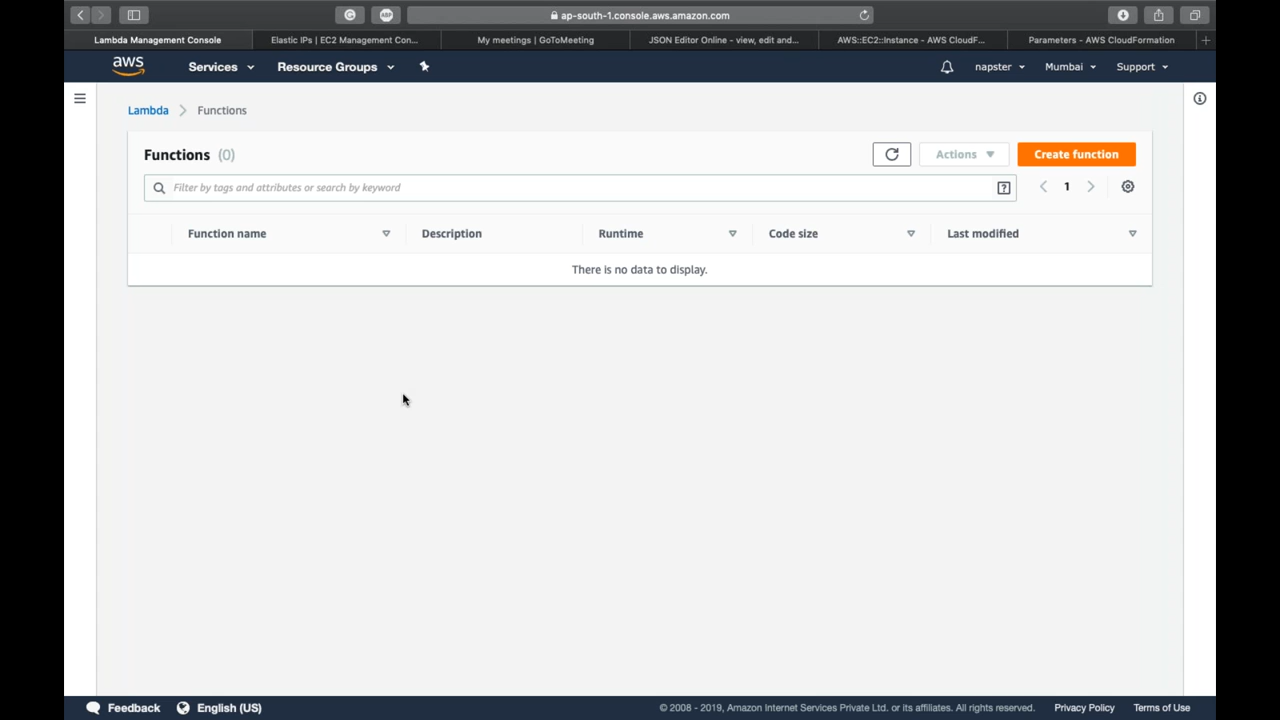 ap-south-1.console.aws.amazon.com
Lambda Management Console
Elastic IPs | EC2 Management Con...
My meetings | GoToMeeting
JSON Editor Online - view, edit and...
AWS::EC2::Instance - AWS CloudF...
Parameters - AWS CloudFormation
aws Services Resource Groups napster Mumbai Support
Lambda > Functions
Functions (0) Actions Create function
Filter by tags and attributes or search by keyword ? 1
Function name Description Runtime Code size Last modified
There is no data to display.
Feedback English (US) © 2008 - 2019, Amazon Internet Services Private Ltd. or its affiliates. All rights reserved. Privacy Policy Terms of Use